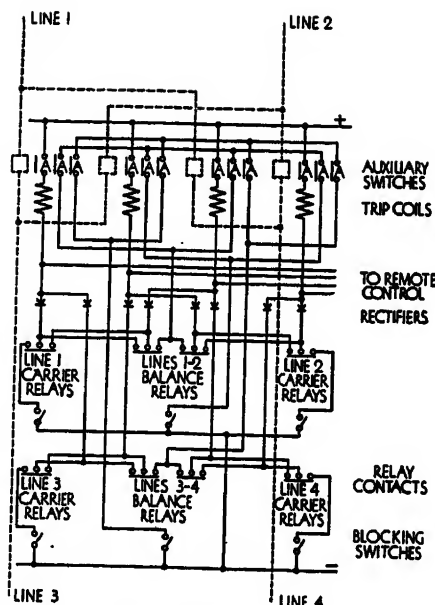 LINE 1
LINE 2
+
A A A A A A A A A A A A
AUXILIARY
SWITCHES
TRIP COILS
TO REMOTE
CONTROL
RECTIFIERS
LINE 1
CARRIER
RELAYS
LINES 1-2
BALANCE
RELAYS
LINE 2
CARRIER
RELAYS
LINE 3
CARRIER
RELAYS
LINES 3-4
BALANCE
RELAYS
LINE 4
CARRIER
RELAYS
RELAY
CONTACTS
BLOCKING
SWITCHES
−
LINE 3
LINE 4